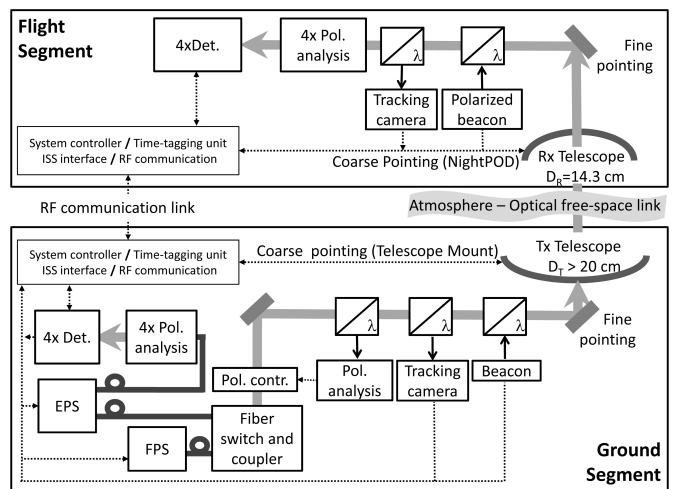 Flight
Segment
4xDet.
4x Pol.
analysis
λ
λ
Fine
pointing
Tracking
camera
Polarized
beacon
System controller / Time-tagging unit
ISS interface / RF communication
Coarse Pointing (NightPOD)
Rx Telescope
D_R=14.3 cm
RF communication link
Atmosphere – Optical free-space link
System controller / Time-tagging unit
ISS interface / RF communication
Coarse pointing (Telescope Mount)
Tx Telescope
D_T > 20 cm
4x Det.
4x Pol.
analysis
λ
λ
λ
Fine
pointing
Pol. contr.
Pol.
analysis
Tracking
camera
Beacon
EPS
Fiber
switch and
coupler
FPS
Ground
Segment